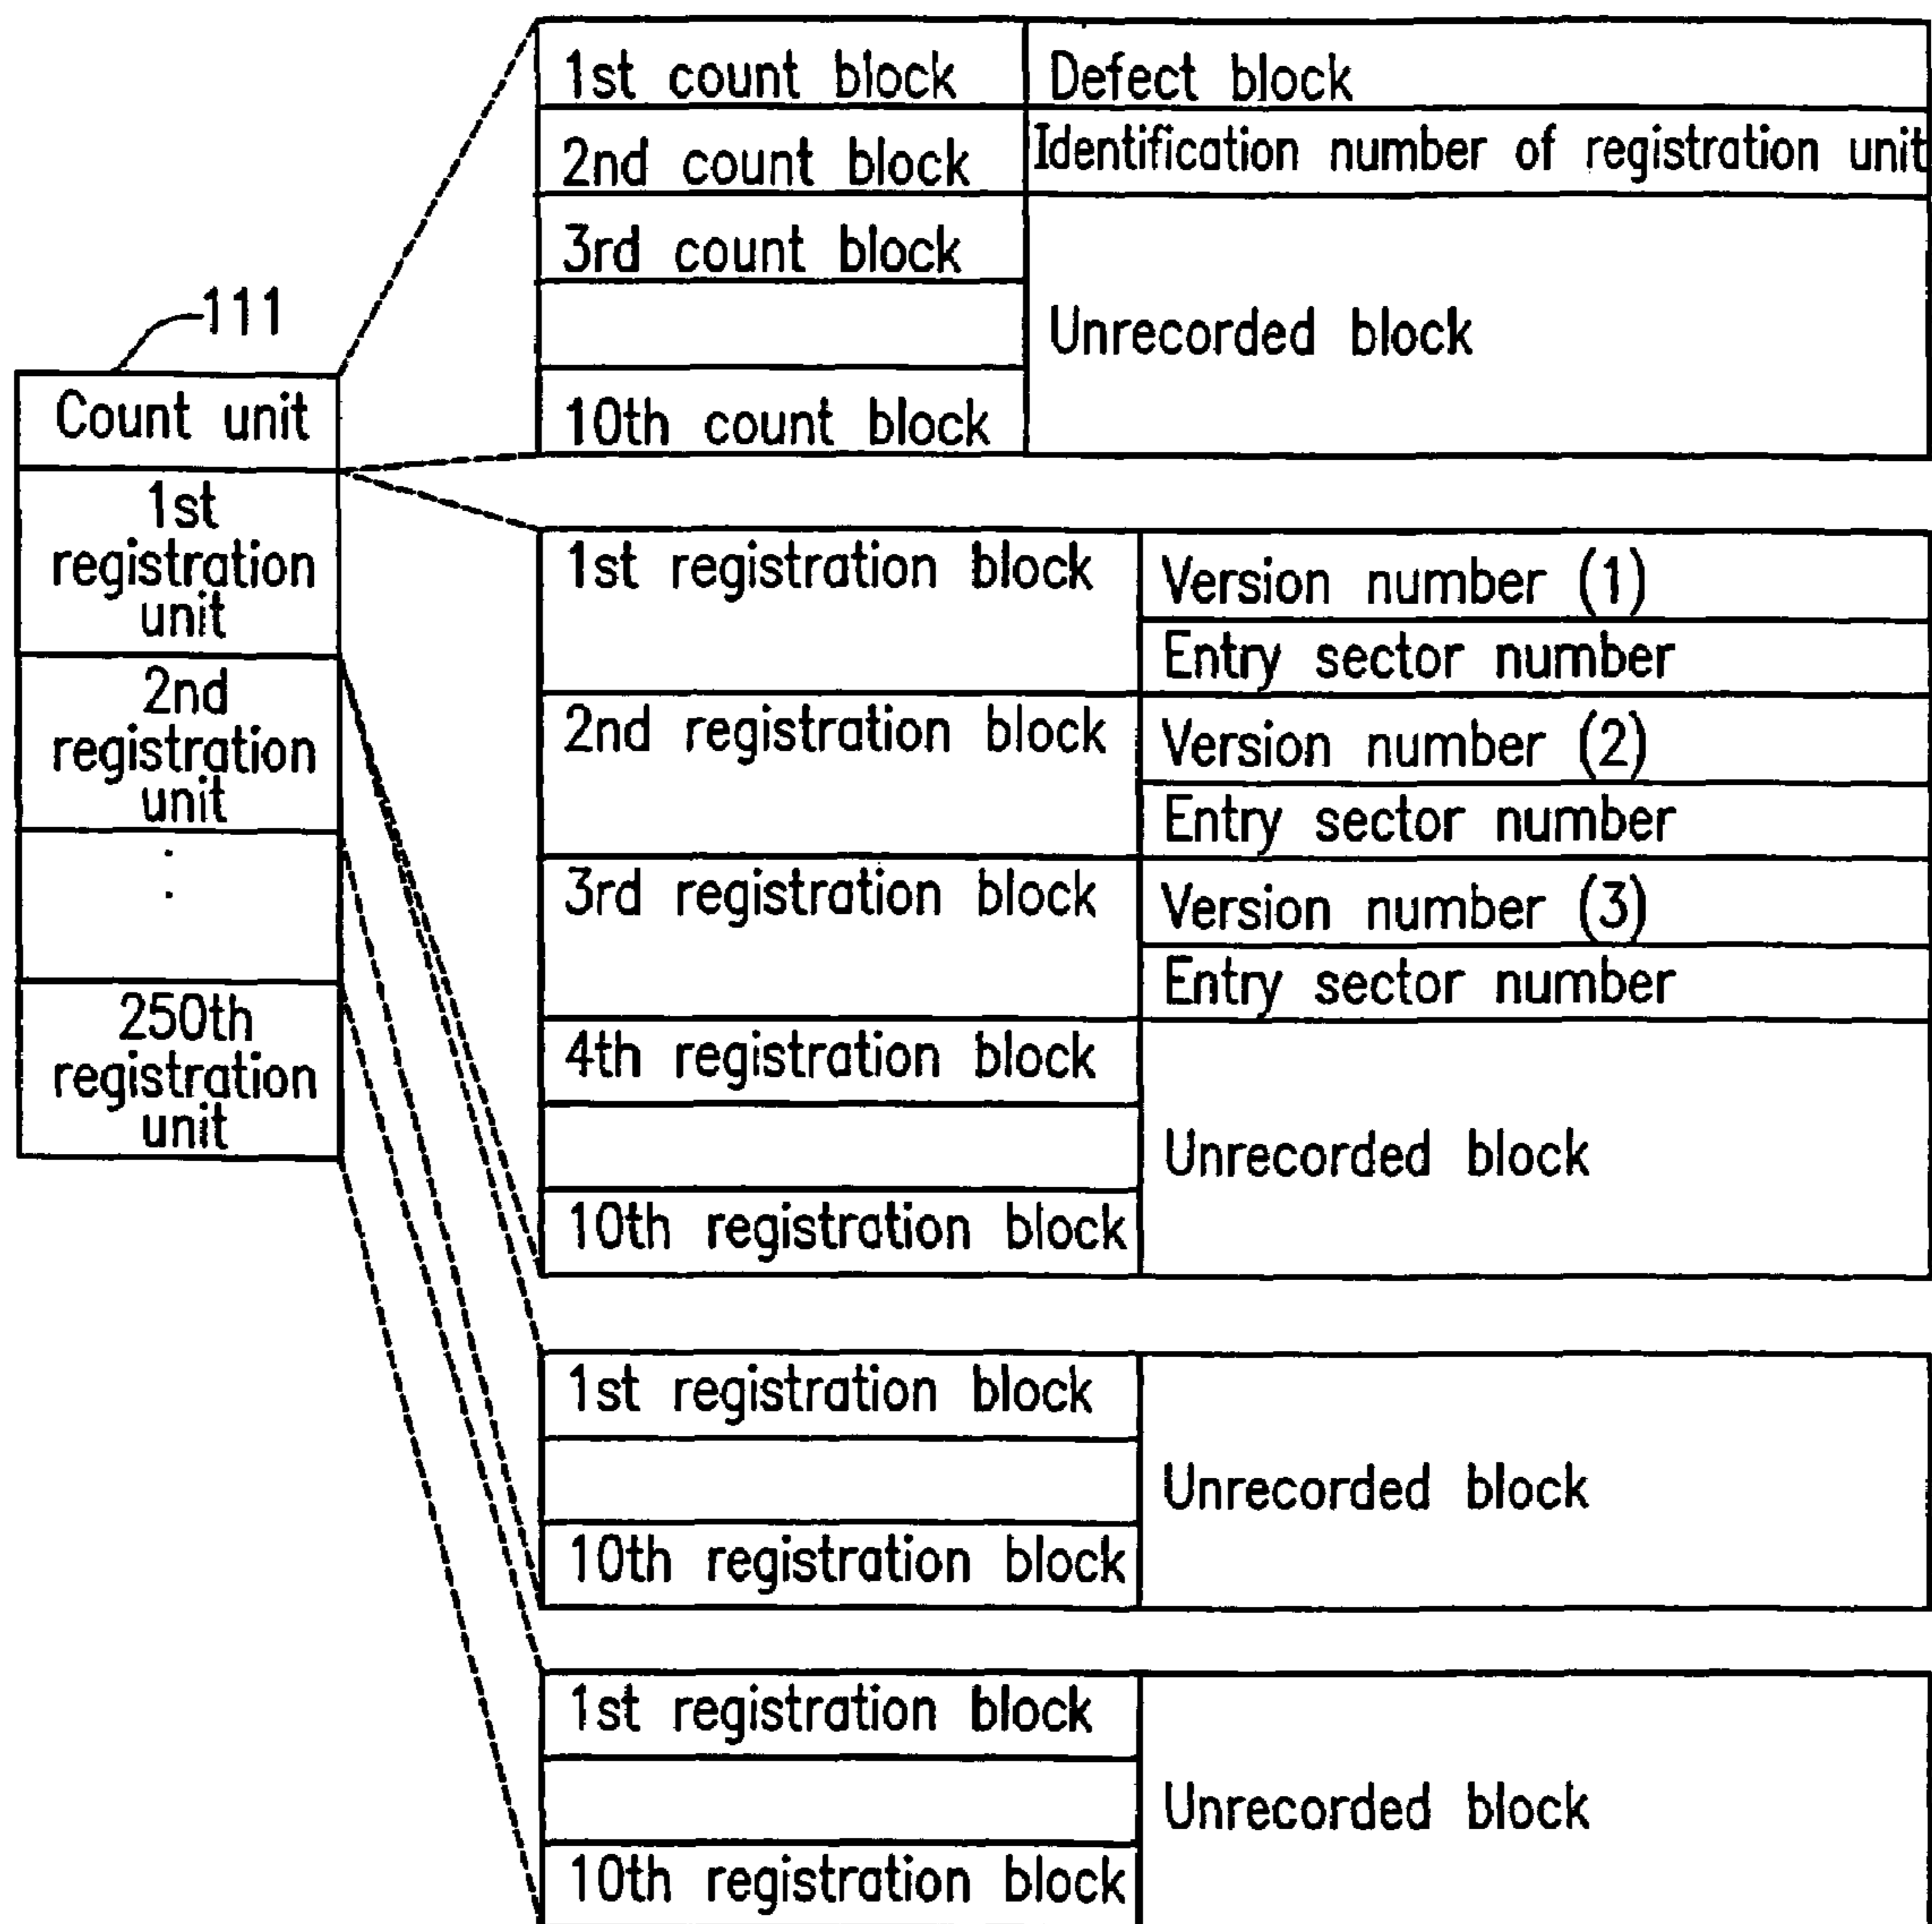 1st count block
Defect block
2nd count block
Identification number of registration unit
3rd count block
Unrecorded block
10th count block
111
Count unit
1st
registration
unit
2nd
registration
unit
:
250th
registration
unit
1st registration block
Version number (1)
Entry sector number
2nd registration block
Version number (2)
Entry sector number
3rd registration block
Version number (3)
Entry sector number
4th registration block
Unrecorded block
10th registration block
1st registration block
Unrecorded block
10th registration block
1st registration block
Unrecorded block
10th registration block